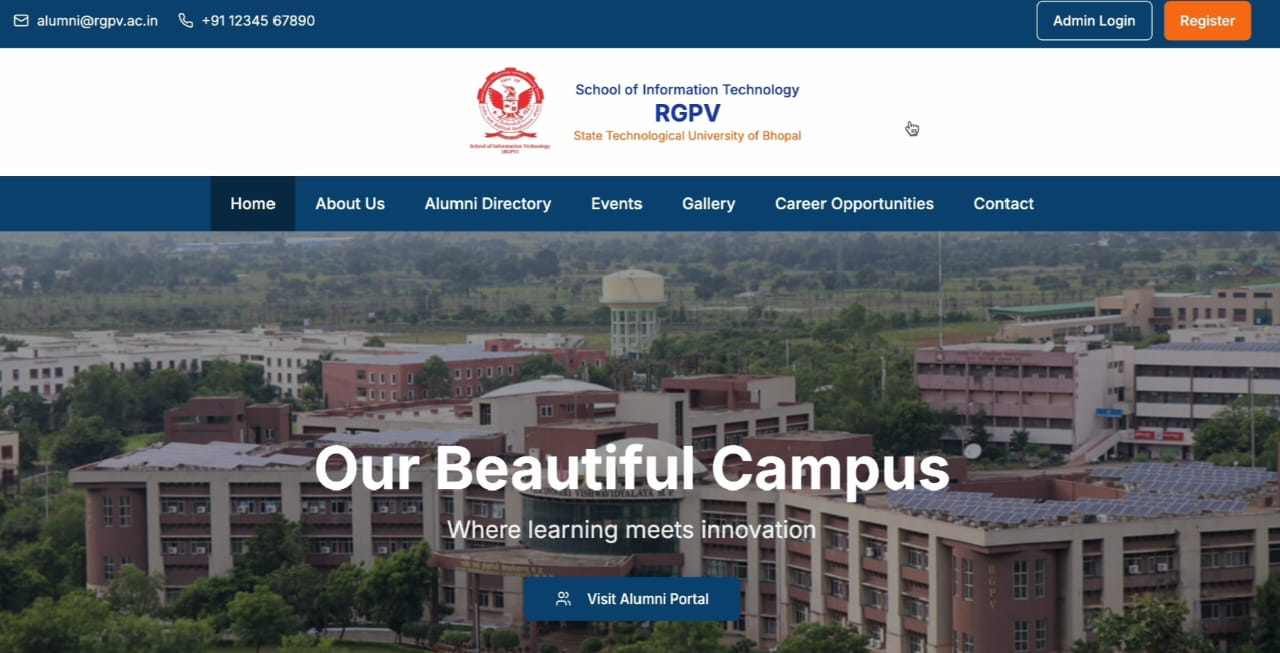 alumni@rgpv.ac.in +91 12345 67890 Admin Login Register
School of Information Technology
RGPV
State Technological University of Bhopal
School of Information Technology
(RGPV)
Home About Us Alumni Directory Events Gallery Career Opportunities Contact
Our Beautiful Campus
VISHWAVIDYALAYA M.P.
Where learning meets innovation
RGPV
Visit Alumni Portal